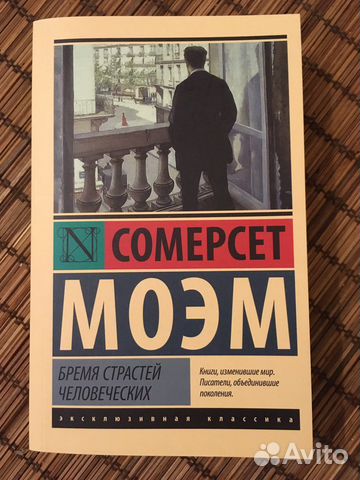 N СОМЕРСЕТ
МОЭМ
БРЕМЯ СТРАСТЕЙ
ЧЕЛОВЕЧЕСКИХ
Книги, изменившие мир.
Писатели, объединившие
поколения.
эксклюзивная классика
Avito